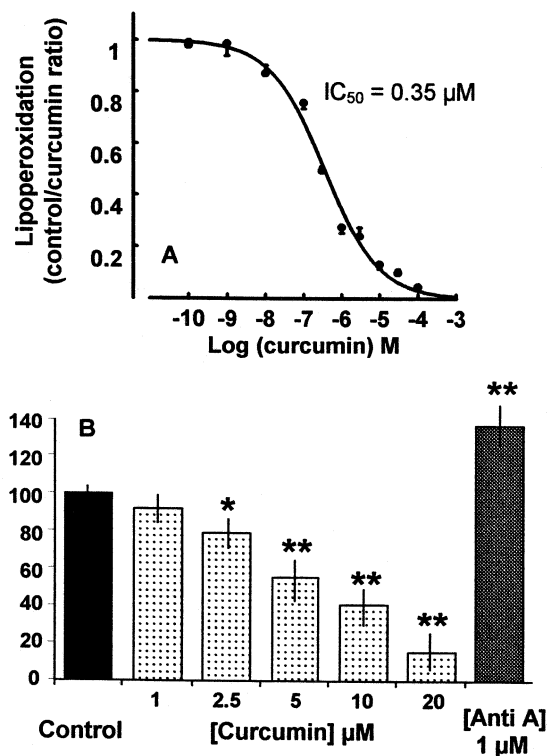 Lipoperoxidation
(control/curcumin ratio)
1
0.8
0.6
0.4
0.2
IC50 = 0.35 µM
A
-10 -9 -8 -7 -6 -5 -4 -3
Log (curcumin) M
B
140
120
100
80
60
40
20
0
* ** ** ** **
1 2.5 5 10 20
Control [Curcumin] µM [Anti A]
1 µM